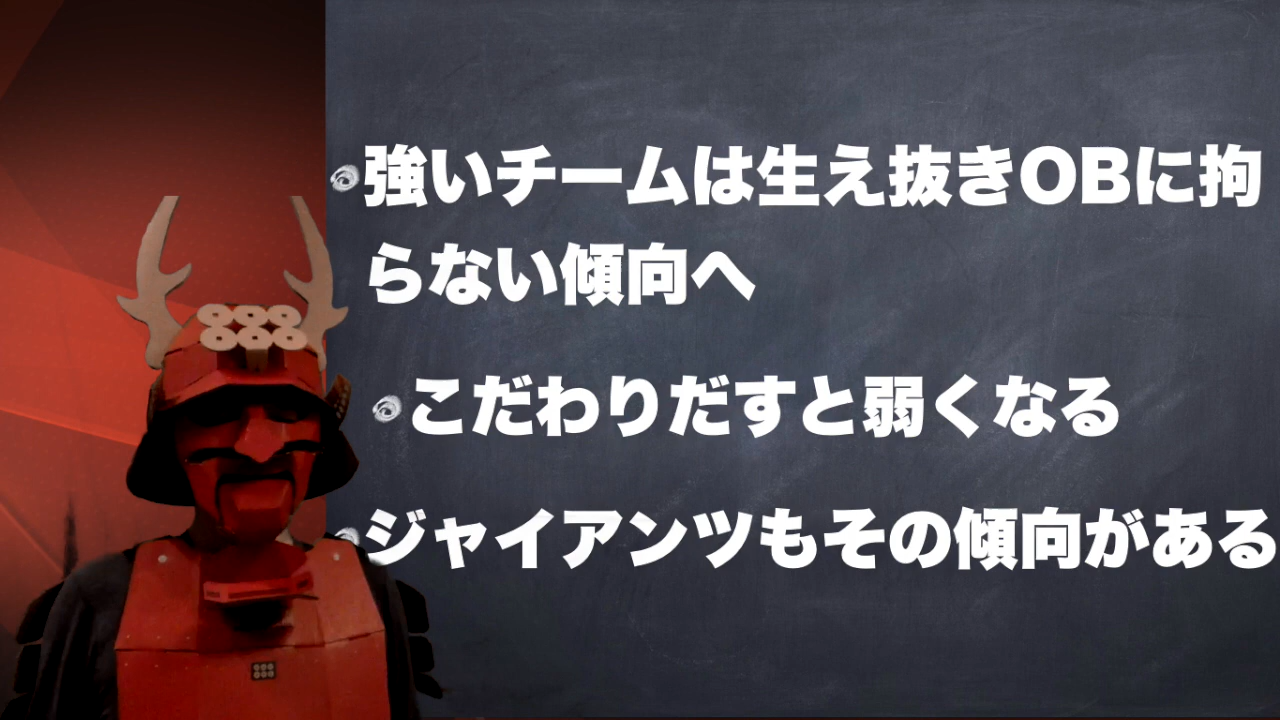 強いチームは生え抜きOBに拘
らない傾向へ
こだわりだすと弱くなる
ジャイアンツもその傾向がある